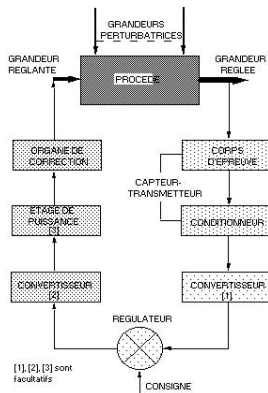 GRANDEURS
PERTURBATRICES
GRANDEUR
REGLANTE
GRANDEUR
REGLEE
PROCEDE
ORGANE DE
CORRECTION
CORPS
D'EPREUVE
CAPTEUR-
TRANSMETTEUR
ETAGE DE
PUISSANCE
[3]
CONDITIONNEUR
CONVERTISSEUR
[2]
CONVERTISSEUR
[1]
REGULATEUR
[1], [2], [3] sont
facultatifs
CONSIGNE